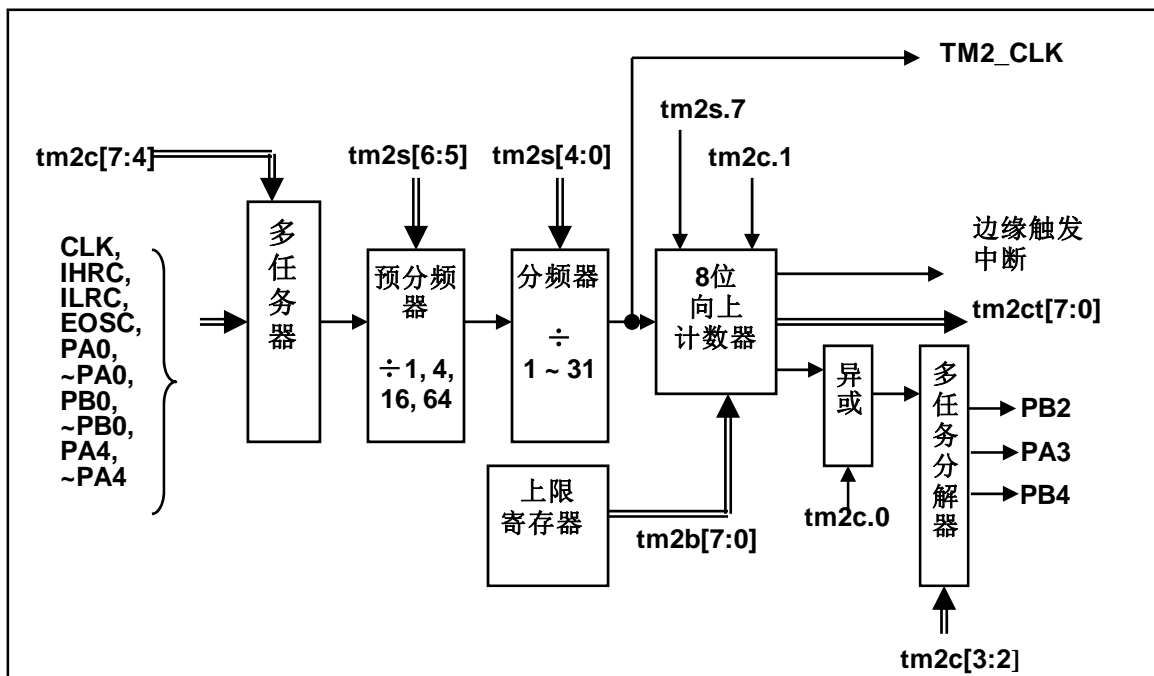 TM2_CLK
tm2s.7
tm2c[7:4]
tm2s[6:5]
tm2s[4:0]
tm2c.1
CLK,
IHRC,
ILRC,
EOSC,
PA0,
~PA0,
PB0,
~PB0,
PA4,
~PA4
多
任
务
器
预分频
器
÷1, 4,
16, 64
分频器
÷
1 ~ 31
8位
向上
计数器
边缘触发
中断
tm2ct[7:0]
异
或
多
任
务
分
解
器
PB2
PA3
PB4
上限
寄存器
tm2b[7:0]
tm2c.0
tm2c[3:2]